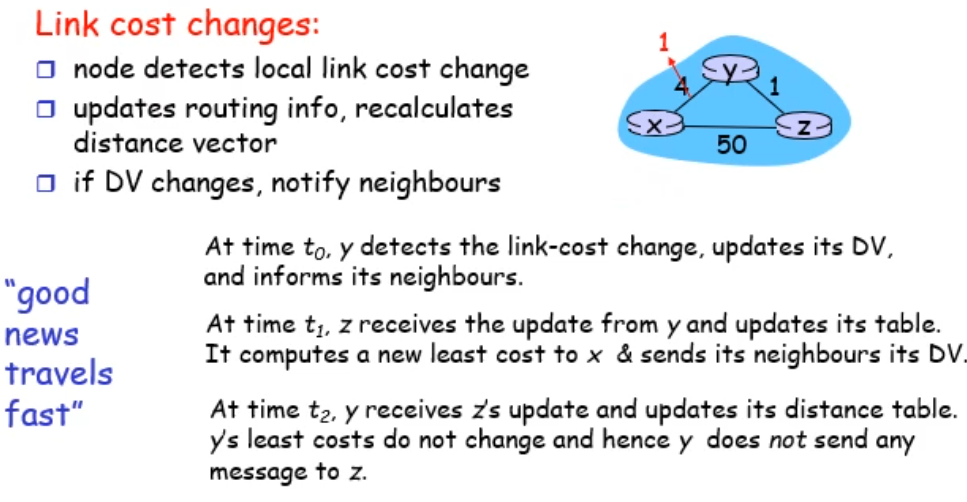 Link cost changes:
node detects local link cost change
updates routing info, recalculates
distance vector
if DV changes, notify neighbours
1
4
y
1
x
z
50
"good
news
travels
fast"
At time t0, y detects the link-cost change, updates its DV,
and informs its neighbours.
At time t1, z receives the update from y and updates its table.
It computes a new least cost to x & sends its neighbours its DV.
At time t2, y receives z's update and updates its distance table.
y's least costs do not change and hence y does not send any
message to z.